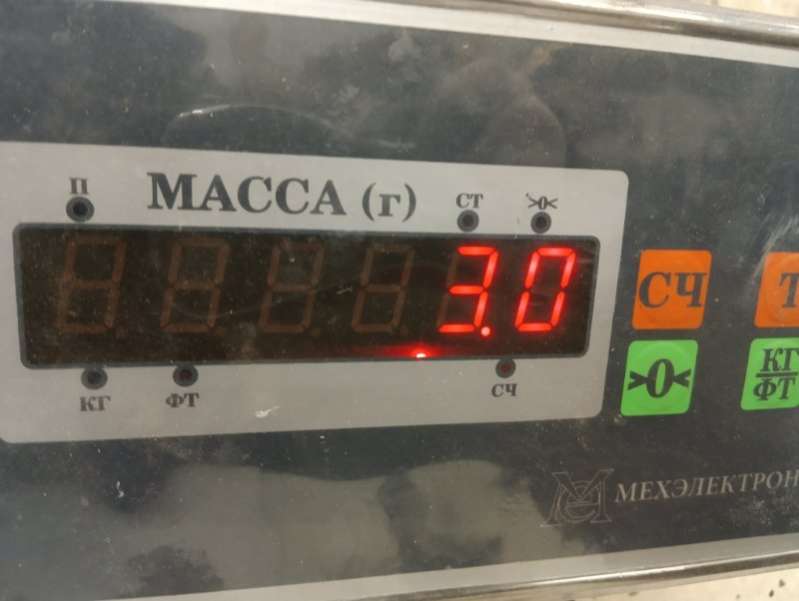 П МАССА (г) СТ >0<
3.0
КГ ФТ СЧ
СЧ Т
>0< КГ/ФТ
МЕХЭЛЕКТРОН